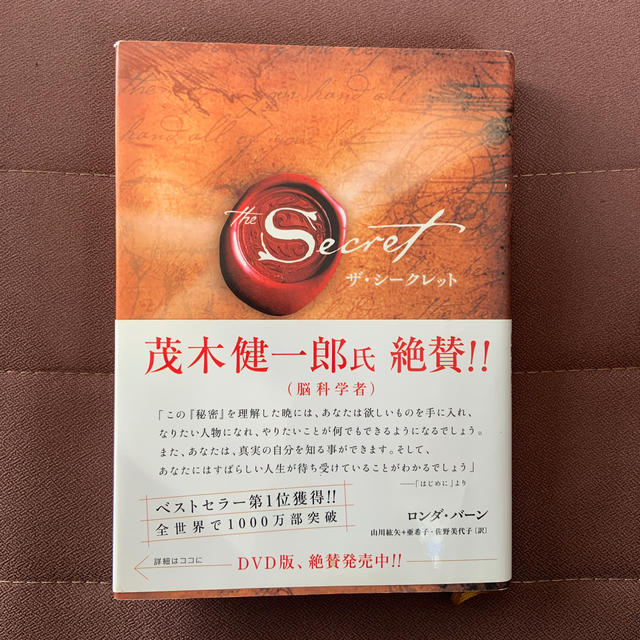 the Secret
ザ・シークレット
茂木健一郎氏 絶賛!!
(脳科学者)
「この『秘密』を理解した暁には、あなたは欲しいものを手に入れ、
なりたい人物になれ、やりたいことが何でもできるようになるでしょう。
また、あなたは、真実の自分を知る事ができます。そして、
あなたにはすばらしい人生が待ち受けていることがわかるでしょう」
──「はじめに」より
ベストセラー第1位獲得!!
全世界で1000万部突破
ロンダ・バーン
山川紘矢+亜希子・佐野美代子〔訳〕
詳細はココに
DVD版、絶賛発売中!!